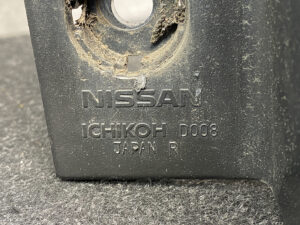 NISSAN
ICHIKOH D008
JAPAN R